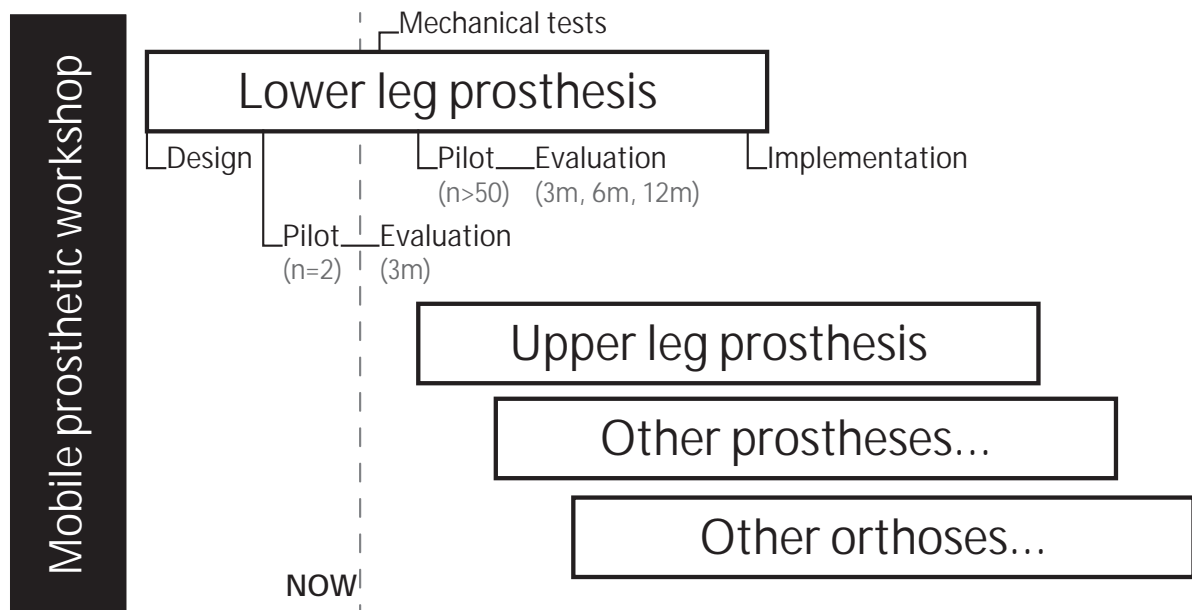 Mobile prosthetic workshop
Mechanical tests
Lower leg prosthesis
Design
Pilot
Evaluation
Implementation
(n>50)
(3m, 6m, 12m)
Pilot
Evaluation
(n=2)
(3m)
Upper leg prosthesis
Other prostheses...
Other orthoses...
NOW